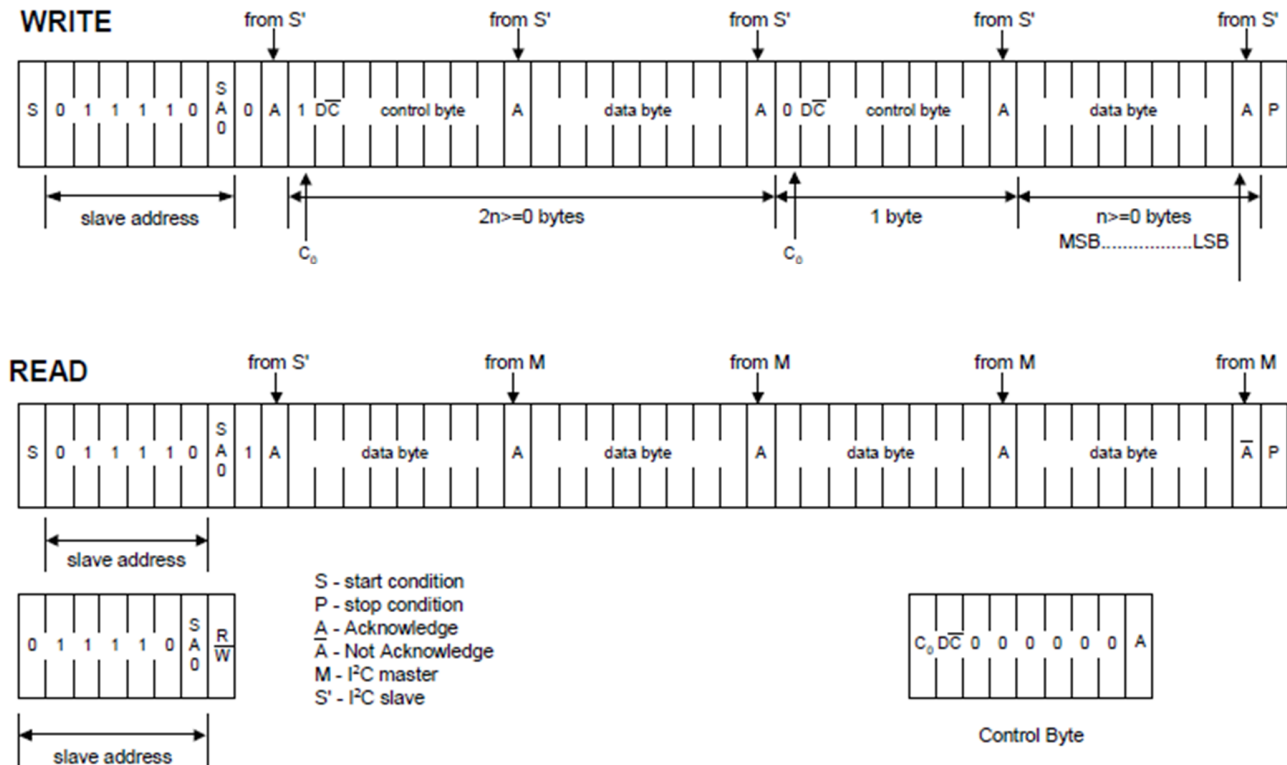 WRITE
from S' from S' from S' from S' from S'
S 0 1 1 1 1 0 SA0 0 A 1 DC̅ control byte A data byte A 0 DC̅ control byte A data byte A P
slave address 2n>=0 bytes 1 byte n>=0 bytes
MSB.................LSB
C₀ C₀
READ
from S' from M from M from M from M
S 0 1 1 1 1 0 SA0 1 A data byte A data byte A data byte A data byte A̅ P
slave address
S - start condition
P - stop condition
A - Acknowledge
A̅ - Not Acknowledge
M - I²C master
S' - I²C slave
0 1 1 1 1 0 SA0 R/W
slave address
C₀ DC̅ 0 0 0 0 0 0 A
Control Byte